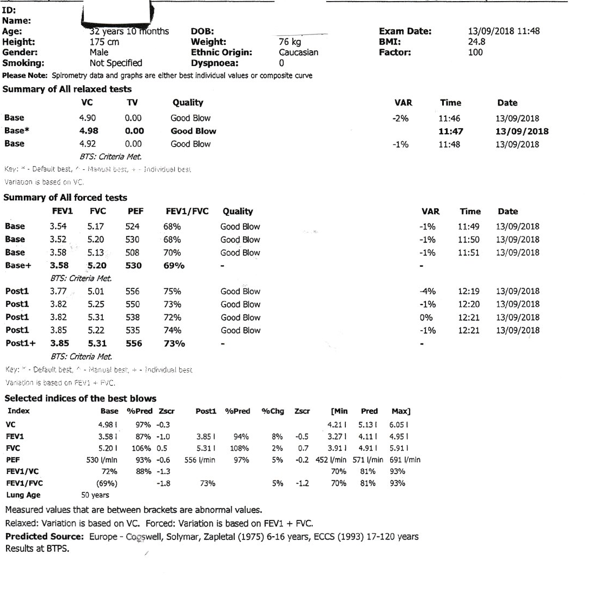 ID:
Name:
Age: 32 years 10 months DOB: Exam Date: 13/09/2018 11:48
Height: 175 cm Weight: 76 kg BMI: 24.8
Gender: Male Ethnic Origin: Caucasian Factor: 100
Smoking: Not Specified Dyspnoea: 0
Please Note: Spirometry data and graphs are either best individual values or composite curve
Summary of All relaxed tests
VC TV Quality VAR Time Date
Base 4.90 0.00 Good Blow -2% 11:46 13/09/2018
Base* 4.98 0.00 Good Blow 11:47 13/09/2018
Base 4.92 0.00 Good Blow -1% 11:48 13/09/2018
BTS: Criteria Met.
Key: * - Default best, ^ - Manual best, + - Individual best
Variation is based on VC.
Summary of All forced tests
FEV1 FVC PEF FEV1/FVC Quality VAR Time Date
Base 3.54 5.17 524 68% Good Blow -1% 11:49 13/09/2018
Base 3.52 5.20 530 68% Good Blow -1% 11:50 13/09/2018
Base 3.58 5.13 508 70% Good Blow -1% 11:51 13/09/2018
Base+ 3.58 5.20 530 69% - -
BTS: Criteria Met.
Post1 3.77 5.01 556 75% Good Blow -4% 12:19 13/09/2018
Post1 3.82 5.25 550 73% Good Blow -1% 12:20 13/09/2018
Post1 3.82 5.31 538 72% Good Blow 0% 12:21 13/09/2018
Post1 3.85 5.22 535 74% Good Blow -1% 12:21 13/09/2018
Post1+ 3.85 5.31 556 73% - -
BTS: Criteria Met.
Key: * - Default best, ^ - Manual best, + - Individual best
Variation is based on FEV1 + FVC.
Selected indices of the best blows
Index Base %Pred Zscr Post1 %Pred %Chg Zscr [Min Pred Max]
VC 4.98 l 97% -0.3 4.21 l 5.13 l 6.05 l
FEV1 3.58 l 87% -1.0 3.85 l 94% 8% -0.5 3.27 l 4.11 l 4.95 l
FVC 5.20 l 106% 0.5 5.31 l 108% 2% 0.7 3.91 l 4.91 l 5.91 l
PEF 530 l/min 93% -0.6 556 l/min 97% 5% -0.2 452 l/min 571 l/min 691 l/min
FEV1/VC 72% 88% -1.3 70% 81% 93%
FEV1/FVC (69%) -1.8 73% 5% -1.2 70% 81% 93%
Lung Age 50 years
Measured values that are between brackets are abnormal values.
Relaxed: Variation is based on VC. Forced: Variation is based on FEV1 + FVC.
Predicted Source: Europe - Cogswell, Solymar, Zapletal (1975) 6-16 years, ECCS (1993) 17-120 years
Results at BTPS.